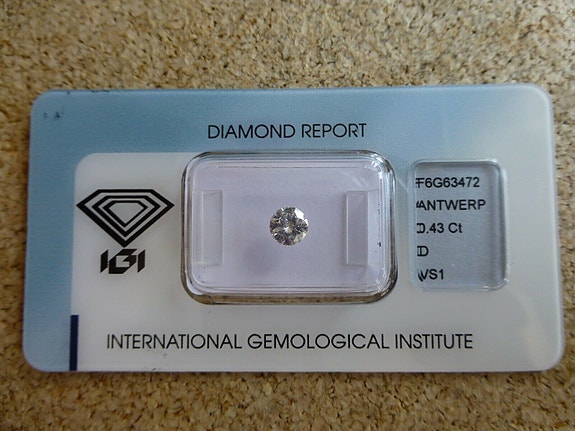 DIAMOND REPORT
IGI
F6G63472
ANTWERP
0.43 Ct
D
VS1
INTERNATIONAL GEMOLOGICAL INSTITUTE